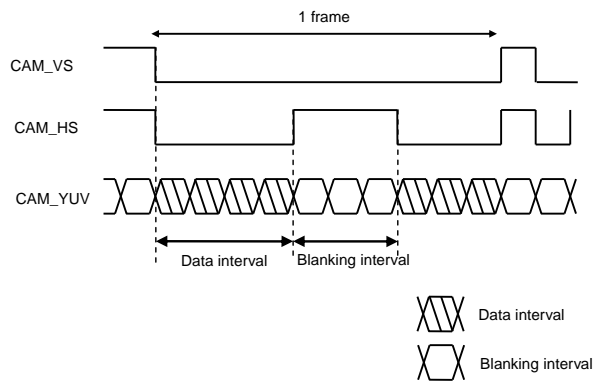 1 frame
CAM_VS
CAM_HS
CAM_YUV
Data interval
Blanking interval
Data interval
Blanking interval